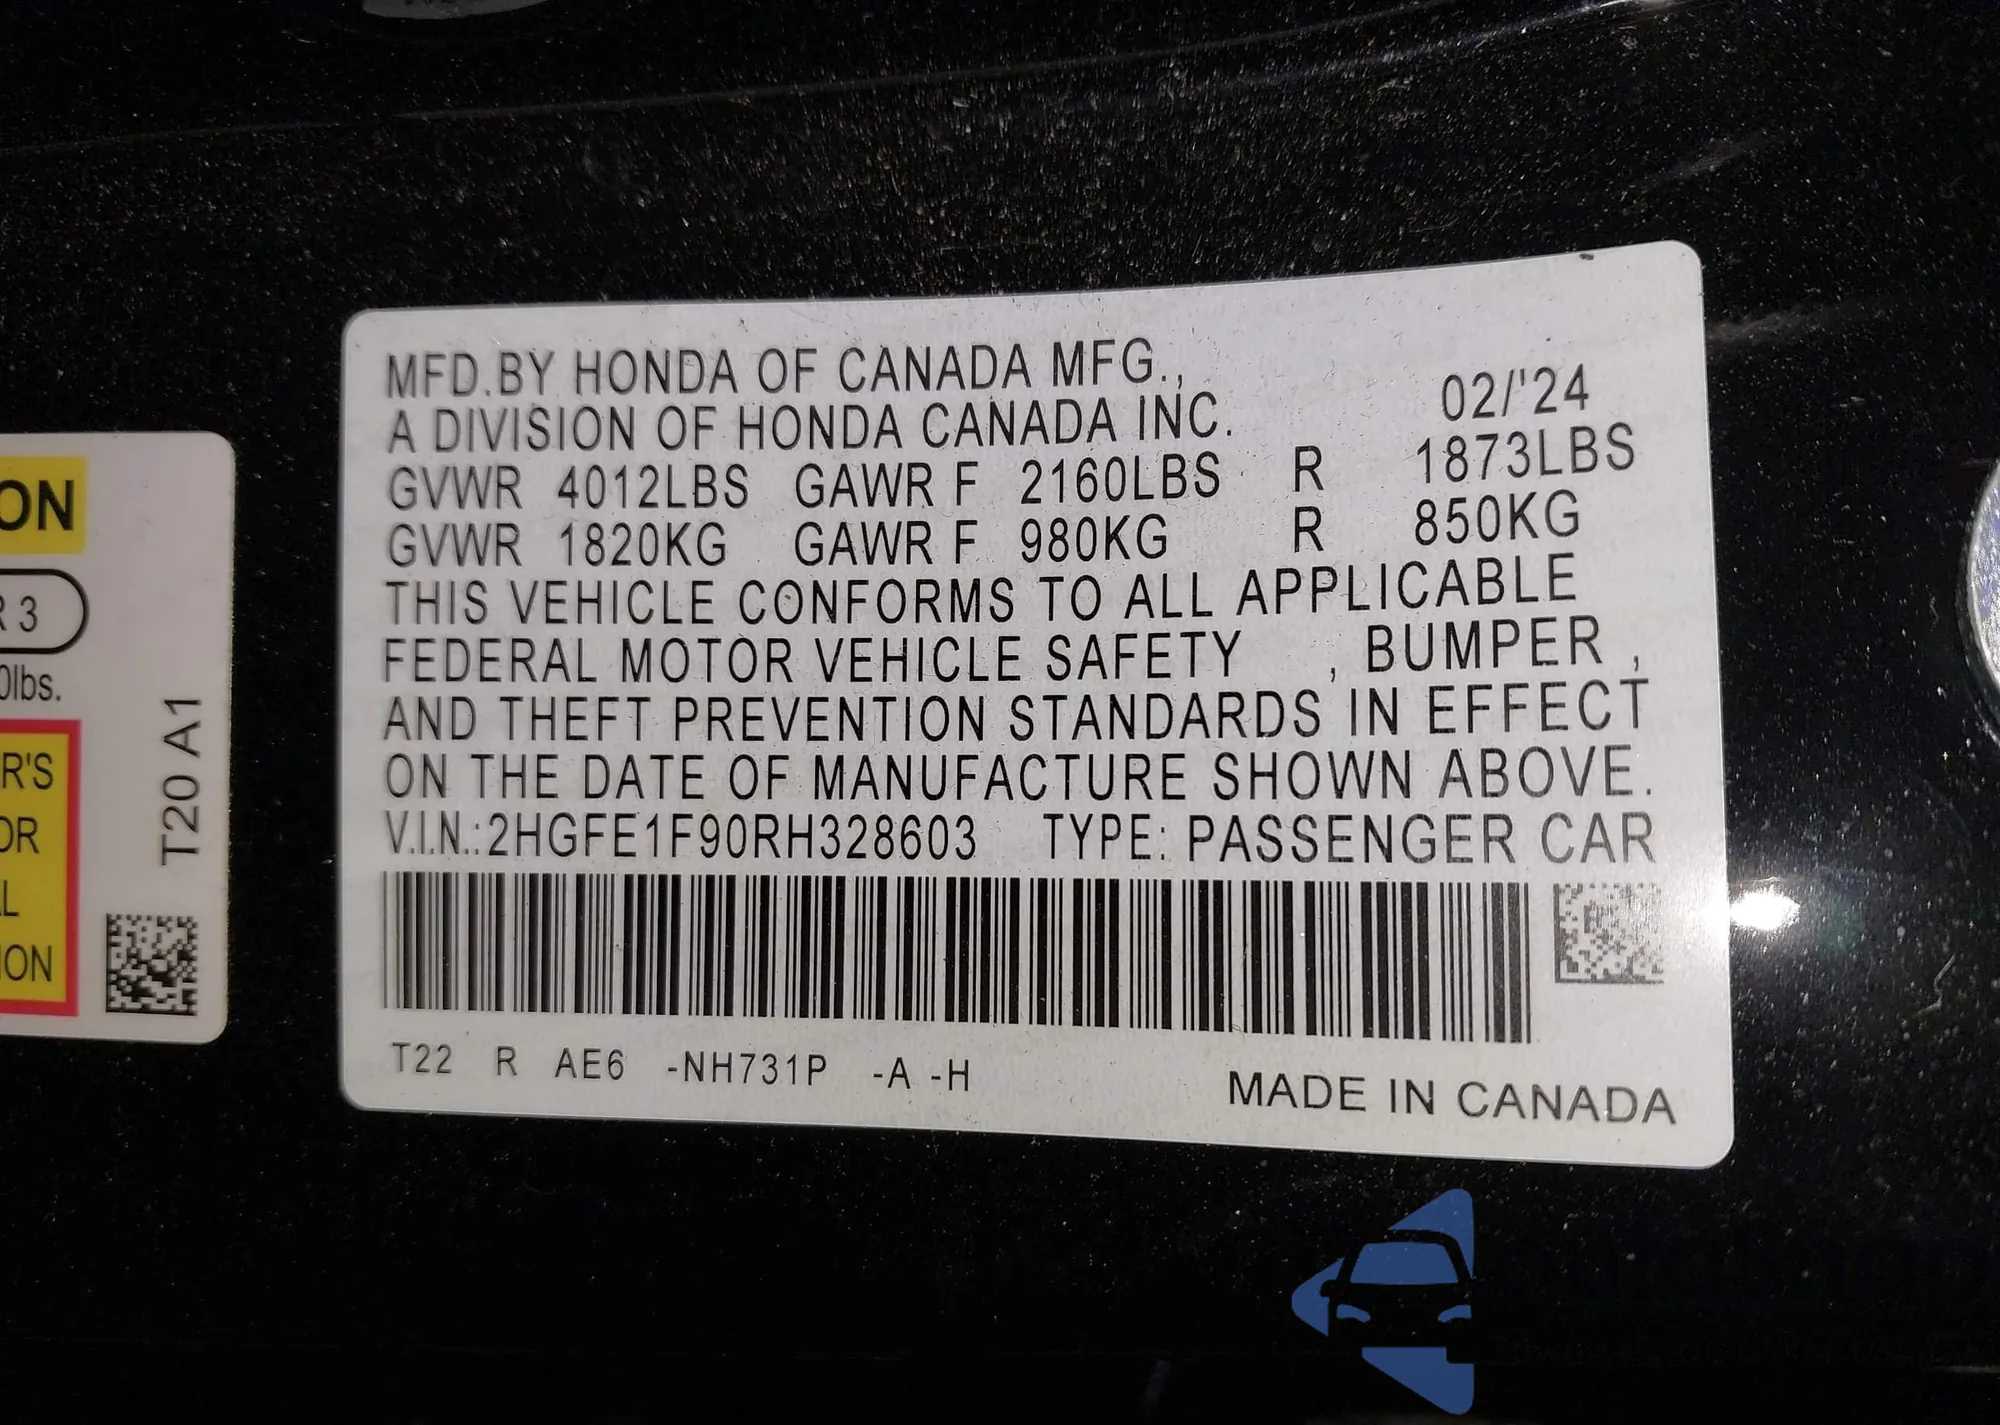 MFD.BY HONDA OF CANADA MFG.,
A DIVISION OF HONDA CANADA INC. 02/'24
GVWR 4012LBS GAWR F 2160LBS R 1873LBS
GVWR 1820KG GAWR F 980KG R 850KG
THIS VEHICLE CONFORMS TO ALL APPLICABLE
FEDERAL MOTOR VEHICLE SAFETY , BUMPER ,
AND THEFT PREVENTION STANDARDS IN EFFECT
ON THE DATE OF MANUFACTURE SHOWN ABOVE.
V.I.N.:2HGFE1F90RH328603 TYPE: PASSENGER CAR
T22 R AE6 -NH731P -A -H
MADE IN CANADA
ON
R 3
0lbs.
R'S
OR
L
ION
T20 A1